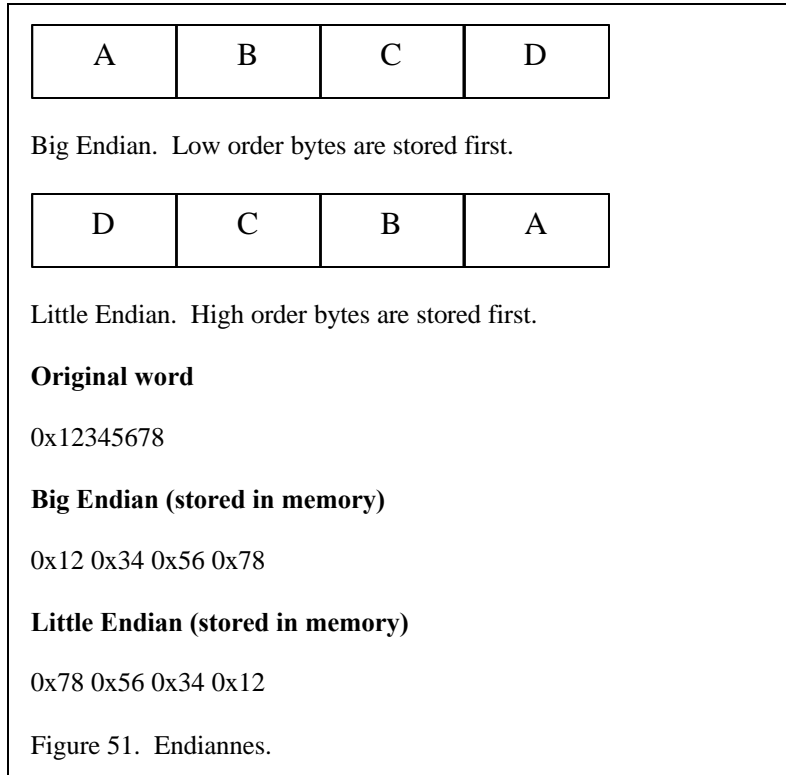 A B C D
Big Endian.  Low order bytes are stored first.
D C B A
Little Endian.  High order bytes are stored first.
Original word
0x12345678
Big Endian (stored in memory)
0x12 0x34 0x56 0x78
Little Endian (stored in memory)
0x78 0x56 0x34 0x12
Figure 51.  Endiannes.